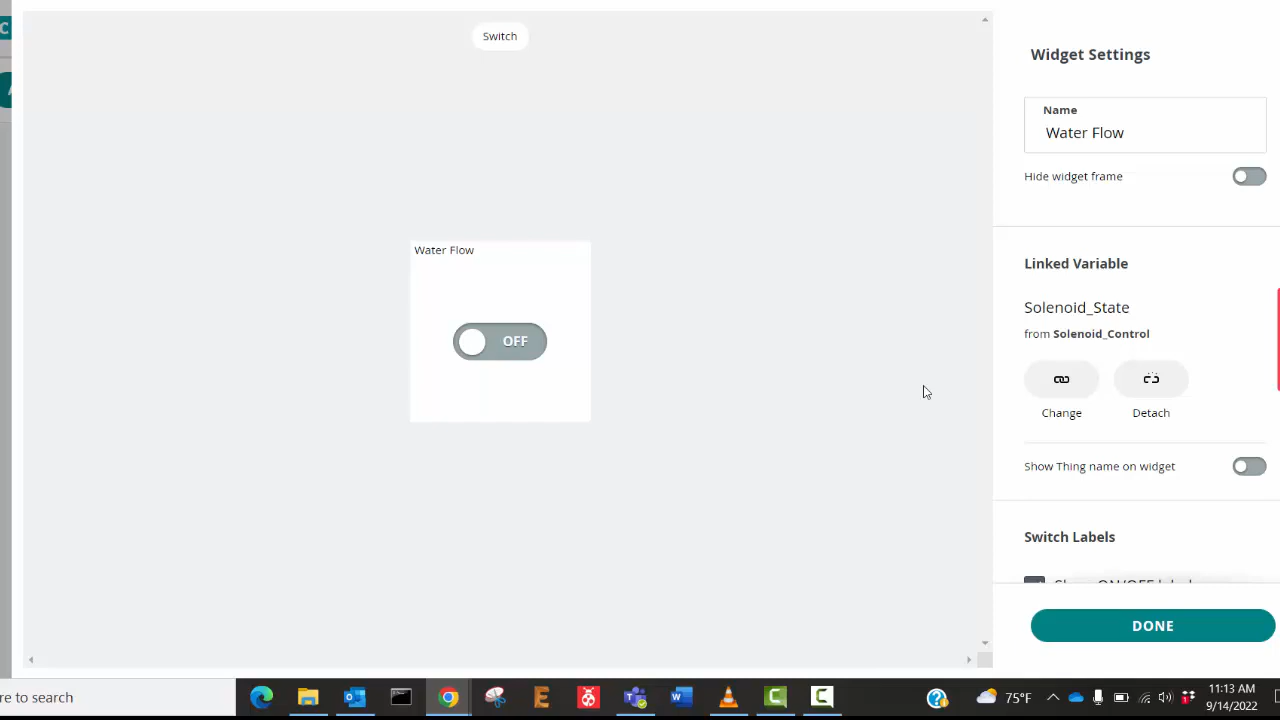 Switch
Widget Settings
Name
Water Flow
Hide widget frame
Water Flow
OFF
Linked Variable
Solenoid_State
from Solenoid_Control
Change
Detach
Show Thing name on widget
Switch Labels
DONE
re to search
75°F
11:13 AM
9/14/2022